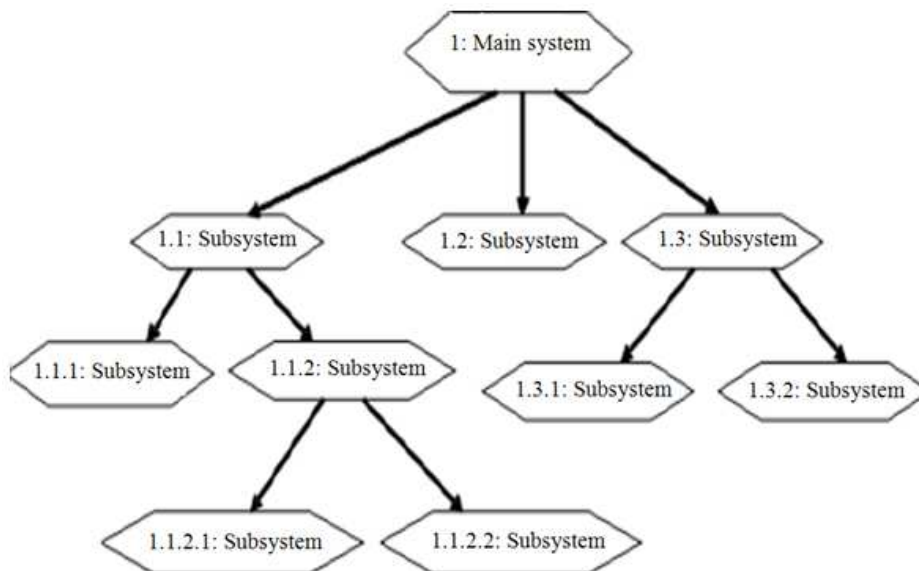 1: Main system
1.1: Subsystem
1.2: Subsystem
1.3: Subsystem
1.1.1: Subsystem
1.1.2: Subsystem
1.3.1: Subsystem
1.3.2: Subsystem
1.1.2.1: Subsystem
1.1.2.2: Subsystem